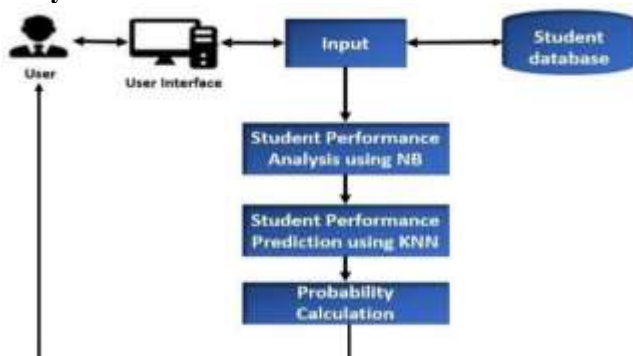 User
User Interface
Input
Student
database
Student Performance
Analysis using NB
Student Performance
Prediction using KNN
Probability
Calculation